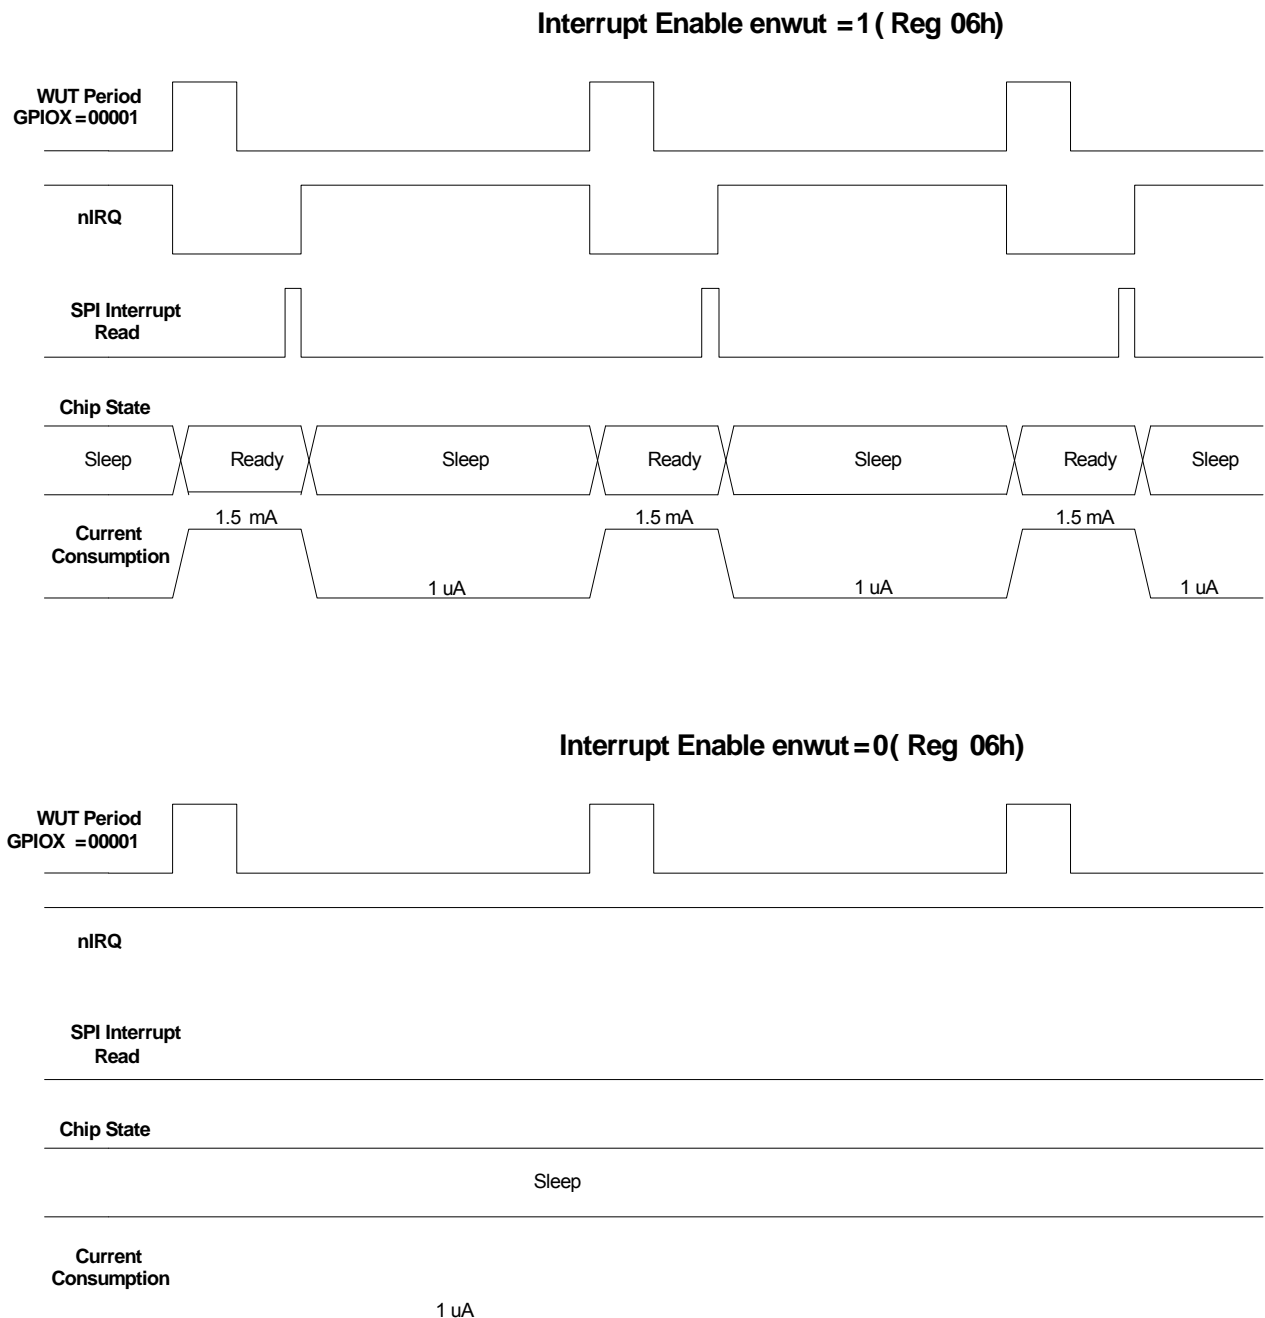 Interrupt Enable enwut =1( Reg 06h)
WUT Period
GPIOX=00001
nIRQ
SPI Interrupt
Read
Chip State
Sleep Ready Sleep Ready Sleep Ready Sleep
1.5 mA 1.5 mA 1.5 mA
Current
Consumption
1 uA 1 uA 1 uA
Interrupt Enable enwut=0( Reg 06h)
WUT Period
GPIOX =00001
nIRQ
SPI Interrupt
Read
Chip State
Sleep
Current
Consumption
1 uA